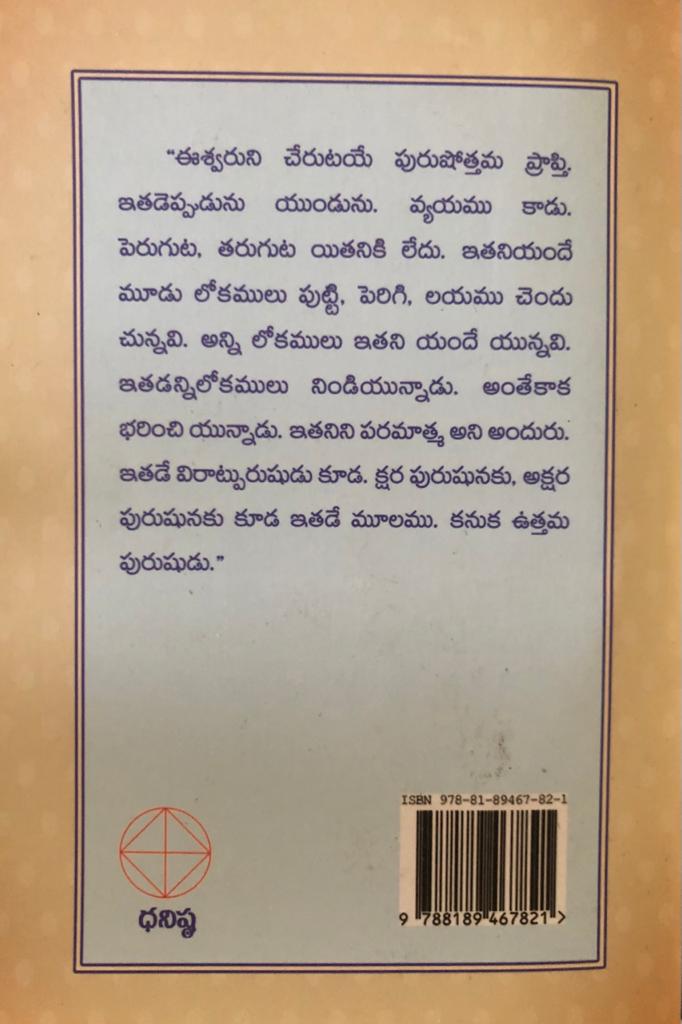 “ఈశ్వరుని చేరుటయే పురుషోత్తమ ప్రాప్తి.
ఇతడెప్పుడును యుండును. వ్యయము కాడు.
పెరుగుట, తరుగుట యితనికి లేదు. ఇతనియందే
మూడు లోకములు పుట్టి, పెరిగి, లయము చెందు
చున్నవి. అన్ని లోకములు ఇతని యందే యున్నవి.
ఇతడన్నిలోకములు నిండియున్నాడు. అంతేకాక
భరించి యున్నాడు. ఇతనిని పరమాత్మ అని అందురు.
ఇతడే విరాట్పురుషుడు కూడ. క్షర పురుషునకు, అక్షర
పురుషునకు కూడ ఇతడే మూలము. కనుక ఉత్తమ
పురుషుడు.”
ISBN 978-81-89467-82-1
9 788189 467821 >
ధనిష్ఠ